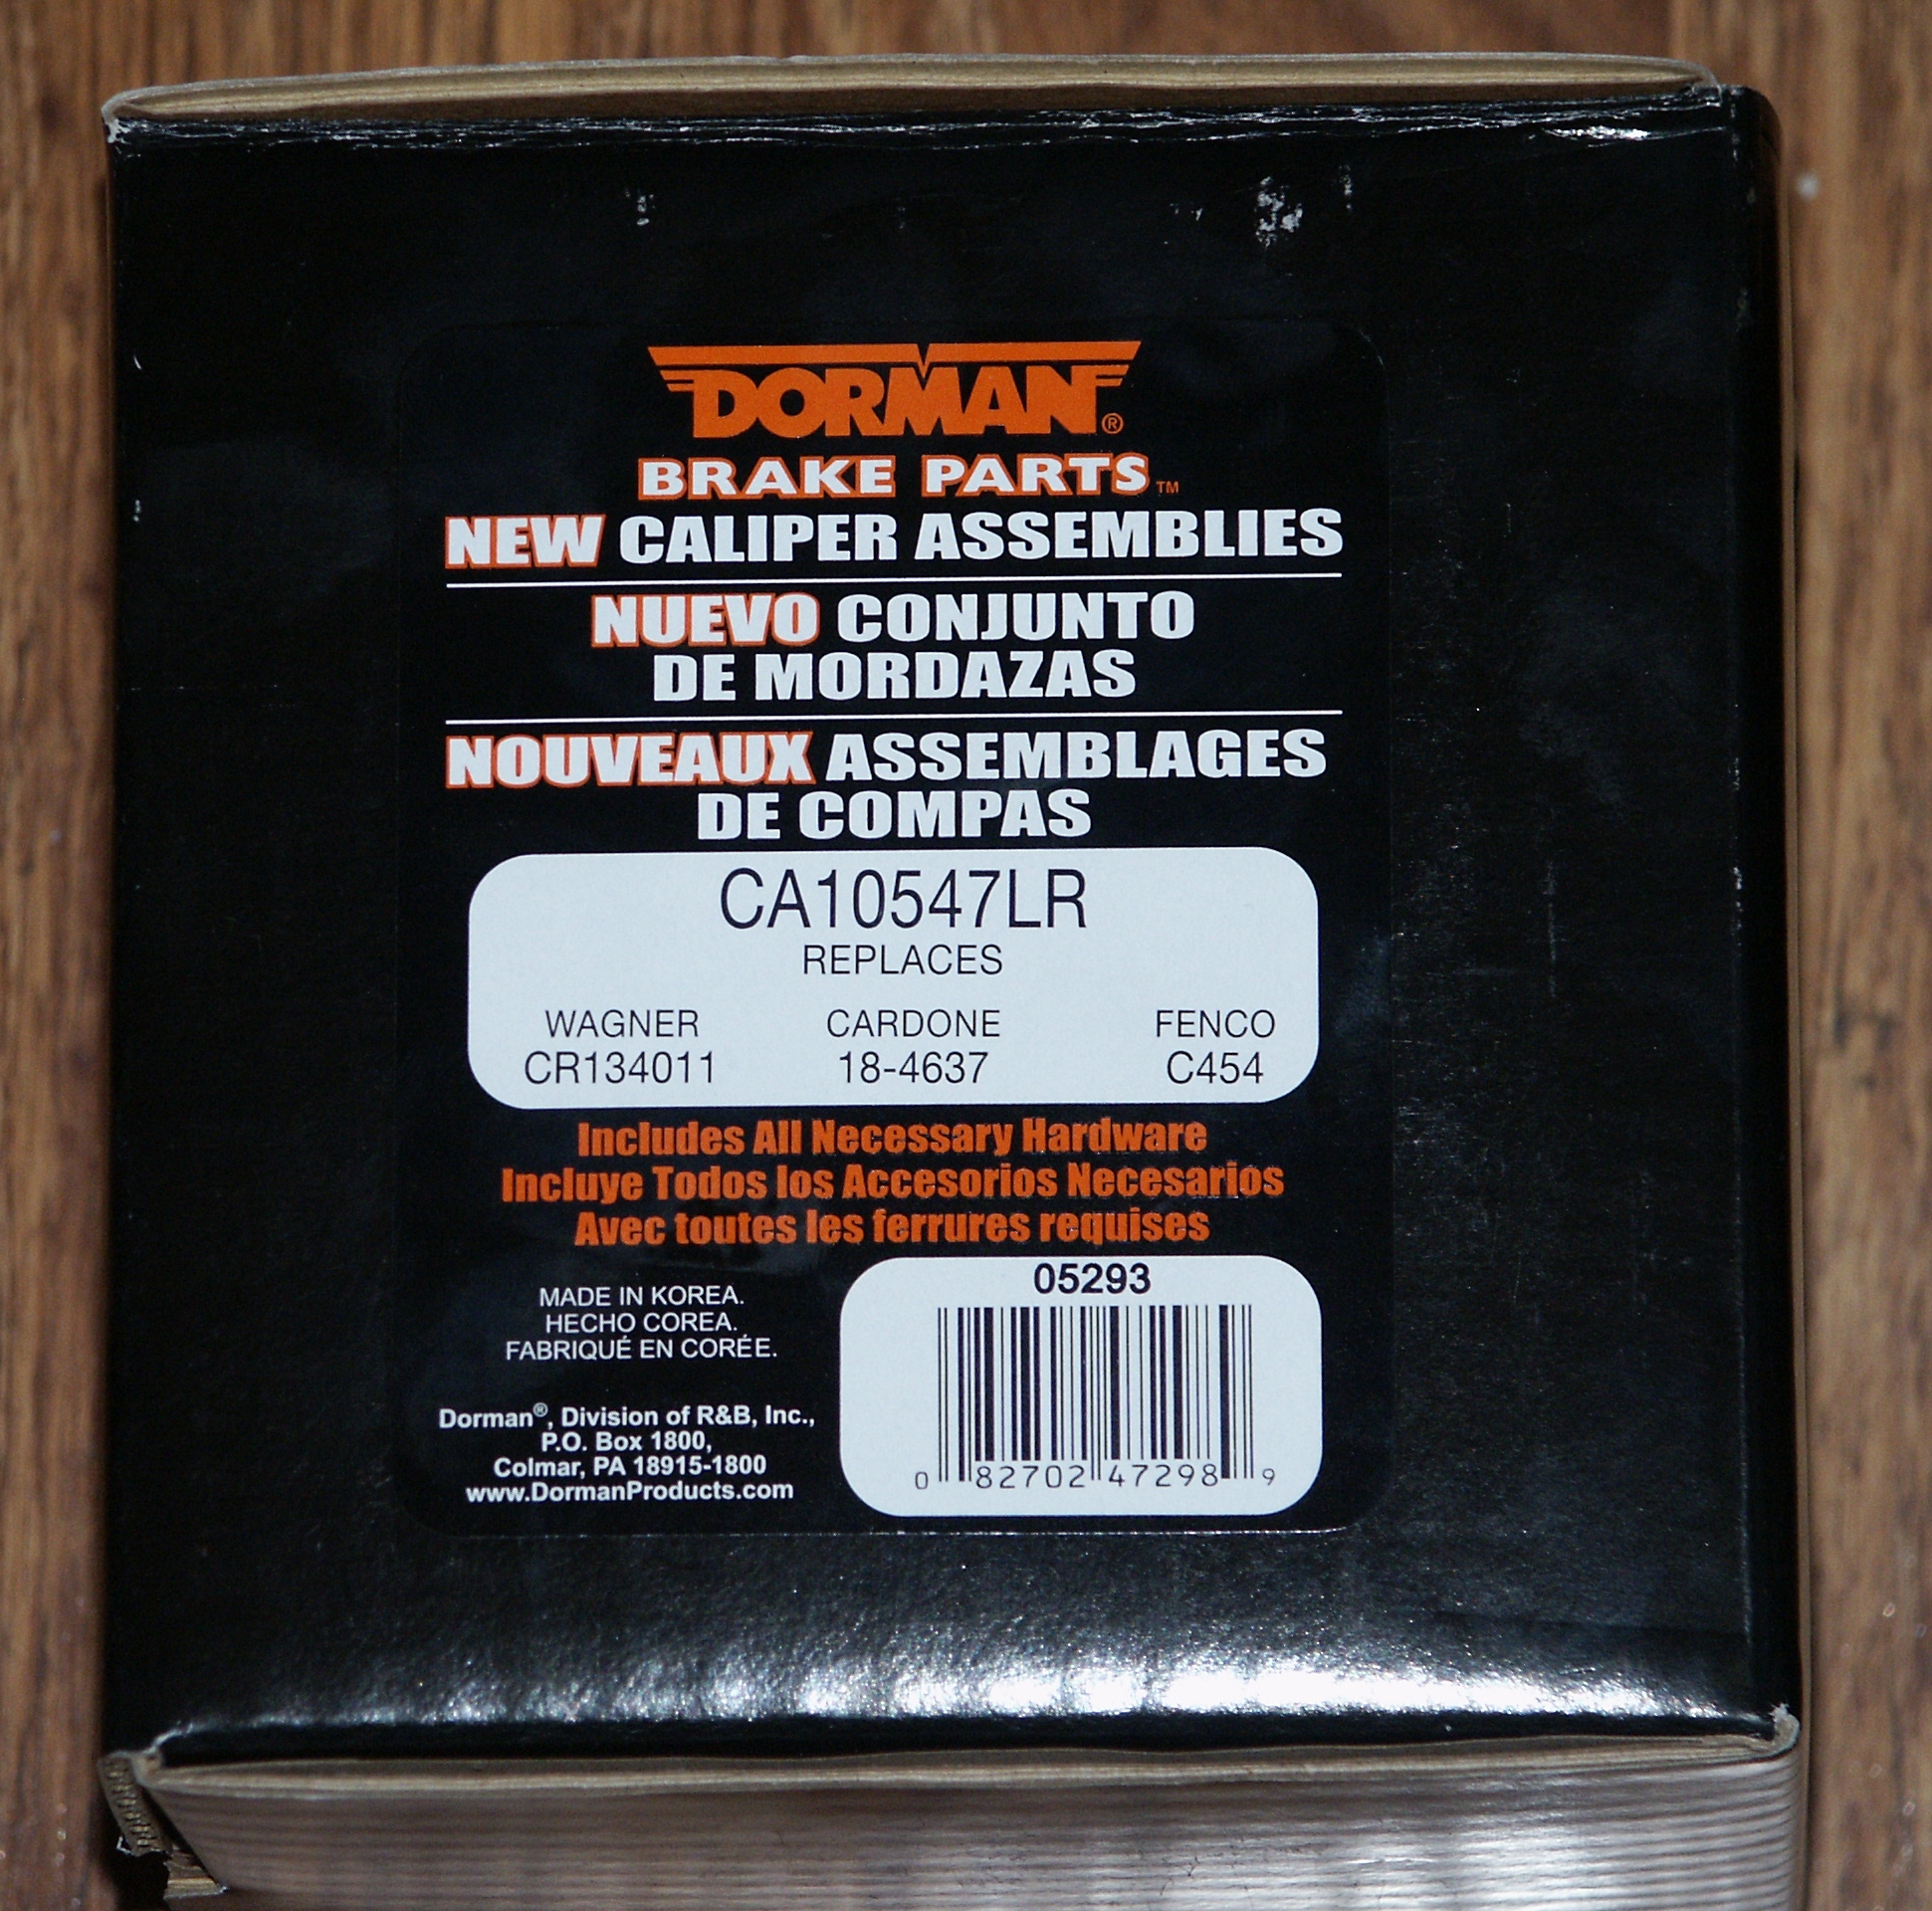 DORMAN®
BRAKE PARTS™
NEW CALIPER ASSEMBLIES
NUEVO CONJUNTO
DE MORDAZAS
NOUVEAUX ASSEMBLAGES
DE COMPAS
CA10547LR
REPLACES
WAGNER CARDONE FENCO
CR134011 18-4637 C454
Includes All Necessary Hardware
Incluye Todos los Accesorios Necesarios
Avec toutes les ferrures requises
MADE IN KOREA.
HECHO COREA.
FABRIQUÉ EN CORÉE.
Dorman®, Division of R&B, Inc.,
P.O. Box 1800,
Colmar, PA 18915-1800
www.DormanProducts.com
05293
0 82702 47298 9